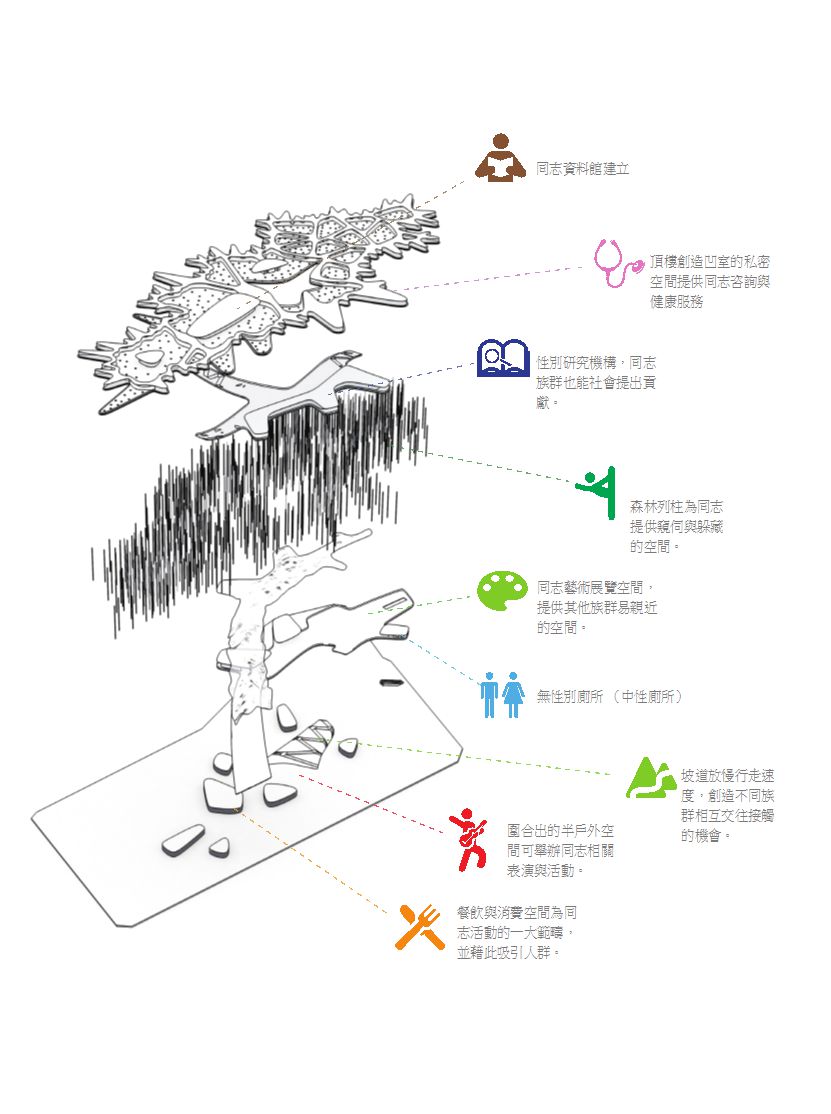 同志資料館建立
頂樓創造凹室的私密
空間提供同志咨詢與
健康服務
性別研究機構，同志
族群也能社會提出貢
獻。
森林列柱為同志
提供窺伺與躲藏
的空間。
同志藝術展覽空間，
提供其他族群易親近
的空間。
無性別廁所 （中性廁所）
坡道放慢行走速
度，創造不同族
群相互交往接觸
的機會。
圍合出的半戶外空
間可舉辦同志相關
表演與活動。
餐飲與消費空間為同
志活動的一大範疇，
並藉此吸引人群。